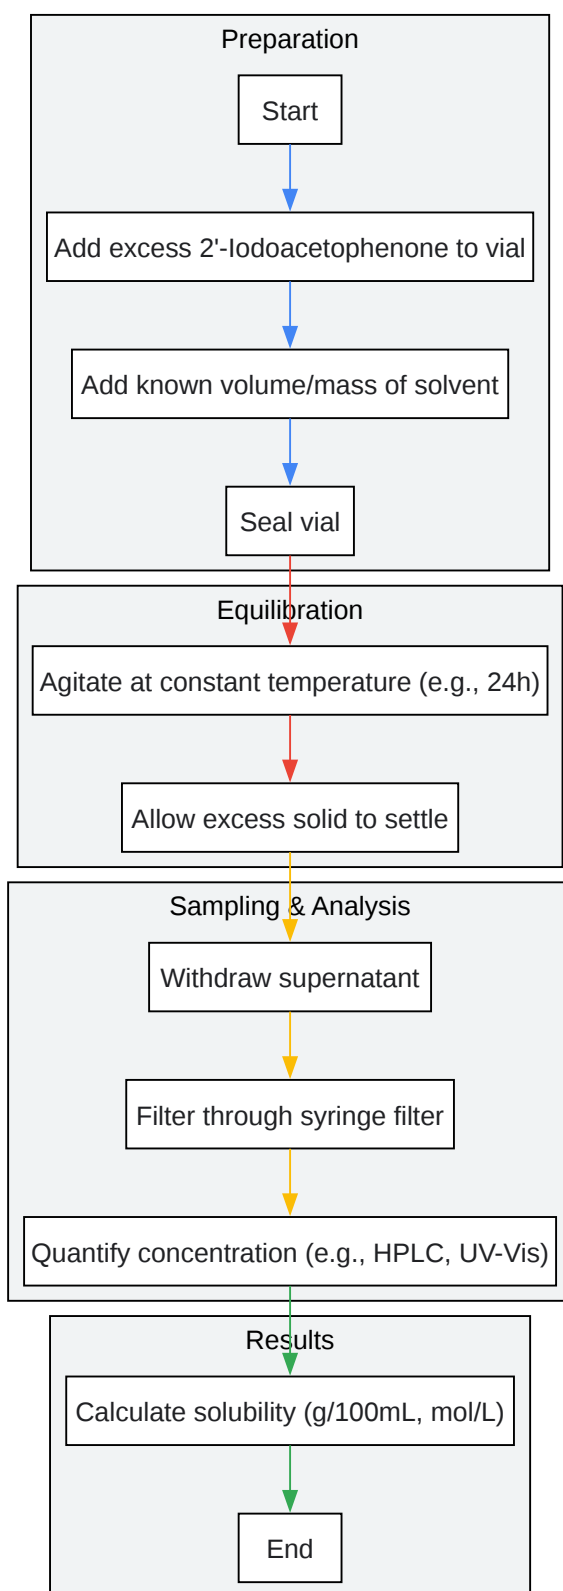 Preparation
Start
Add excess 2'-Iodoacetophenone to vial
Add known volume/mass of solvent
Seal vial
Equilibration
Agitate at constant temperature (e.g., 24h)
Allow excess solid to settle
Sampling & Analysis
Withdraw supernatant
Filter through syringe filter
Quantify concentration (e.g., HPLC, UV-Vis)
Results
Calculate solubility (g/100mL, mol/L)
End